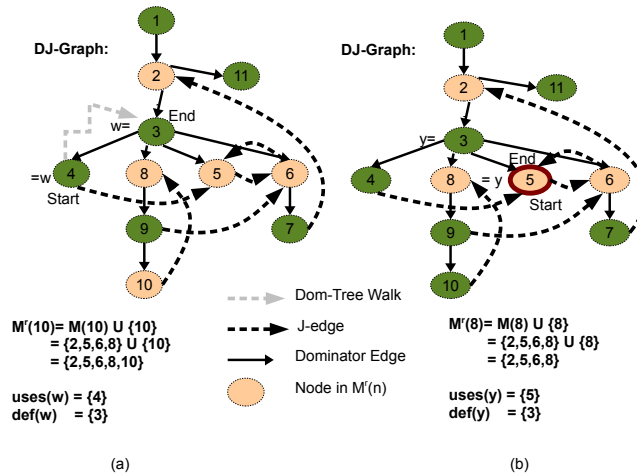 DJ-Graph:
1
2
11
w=
End
3
4
=w
Start
8
5
6
9
7
10
DJ-Graph:
1
2
11
y=
3
End
4
8
= y
5
6
Start
9
7
10
Dom-Tree Walk
J-edge
Dominator Edge
Node in Mʳ(n)
Mʳ(10)= M(10) U {10}
= {2,5,6,8} U {10}
= {2,5,6,8,10}
uses(w) = {4}
def(w) = {3}
Mʳ(8)= M(8) U {8}
= {2,5,6,8} U {8}
= {2,5,6,8}
uses(y) = {5}
def(y) = {3}
(a)
(b)